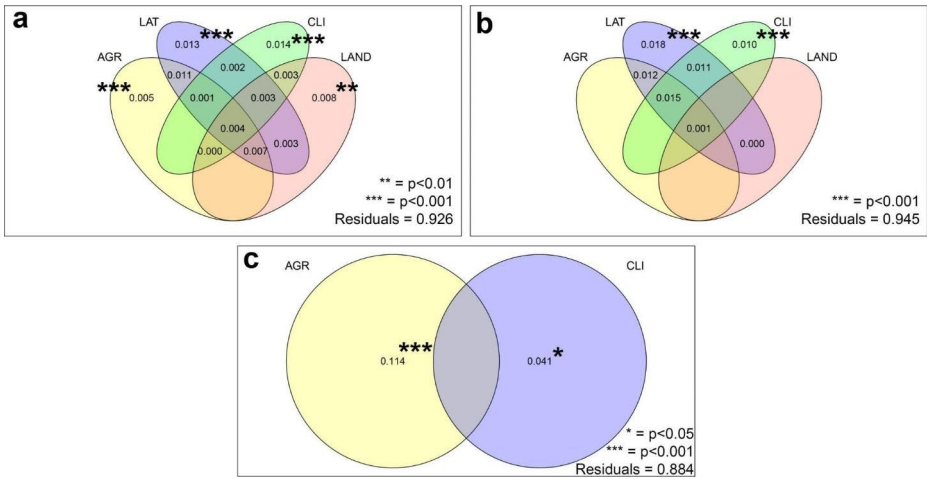 a
LAT
CLI
AGR
LAND
0.013
***
0.014
***
0.011
0.002
0.003
***
0.005
0.001
0.003
0.008
**
0.004
0.000
0.007
0.003
** = p<0.01
*** = p<0.001
Residuals = 0.926
b
LAT
CLI
AGR
LAND
0.018
***
0.010
***
0.012
0.011
0.015
0.001
0.000
*** = p<0.001
Residuals = 0.945
c
AGR
CLI
0.114
***
0.041
*
* = p<0.05
*** = p<0.001
Residuals = 0.884